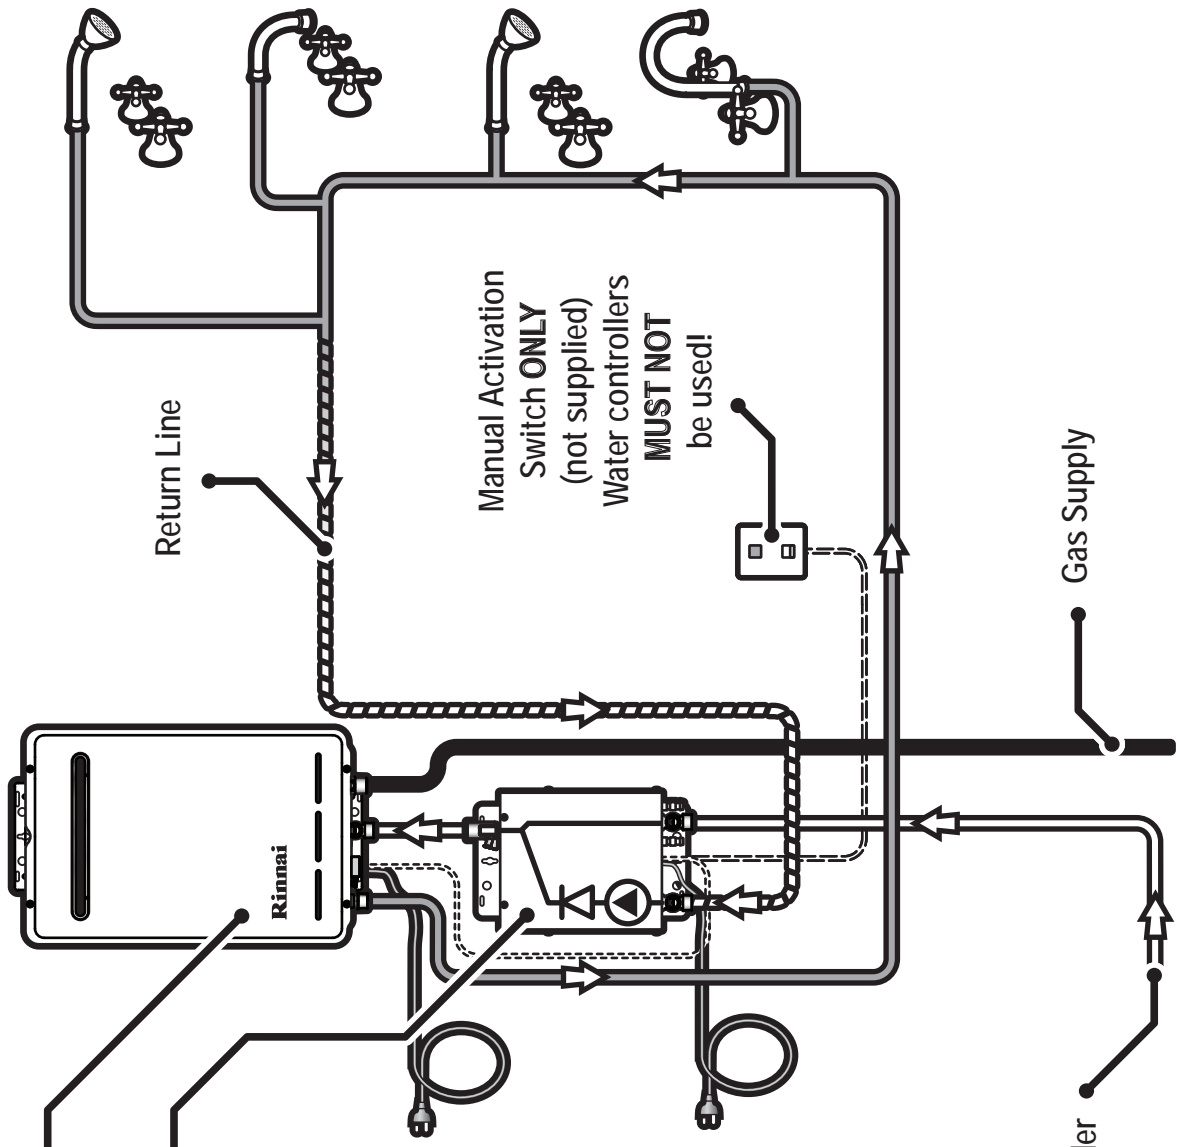 Return Line
Manual Activation
Switch ONLY
(not supplied)
Water controllers
MUST NOT
be used!
Gas Supply
Rinnai